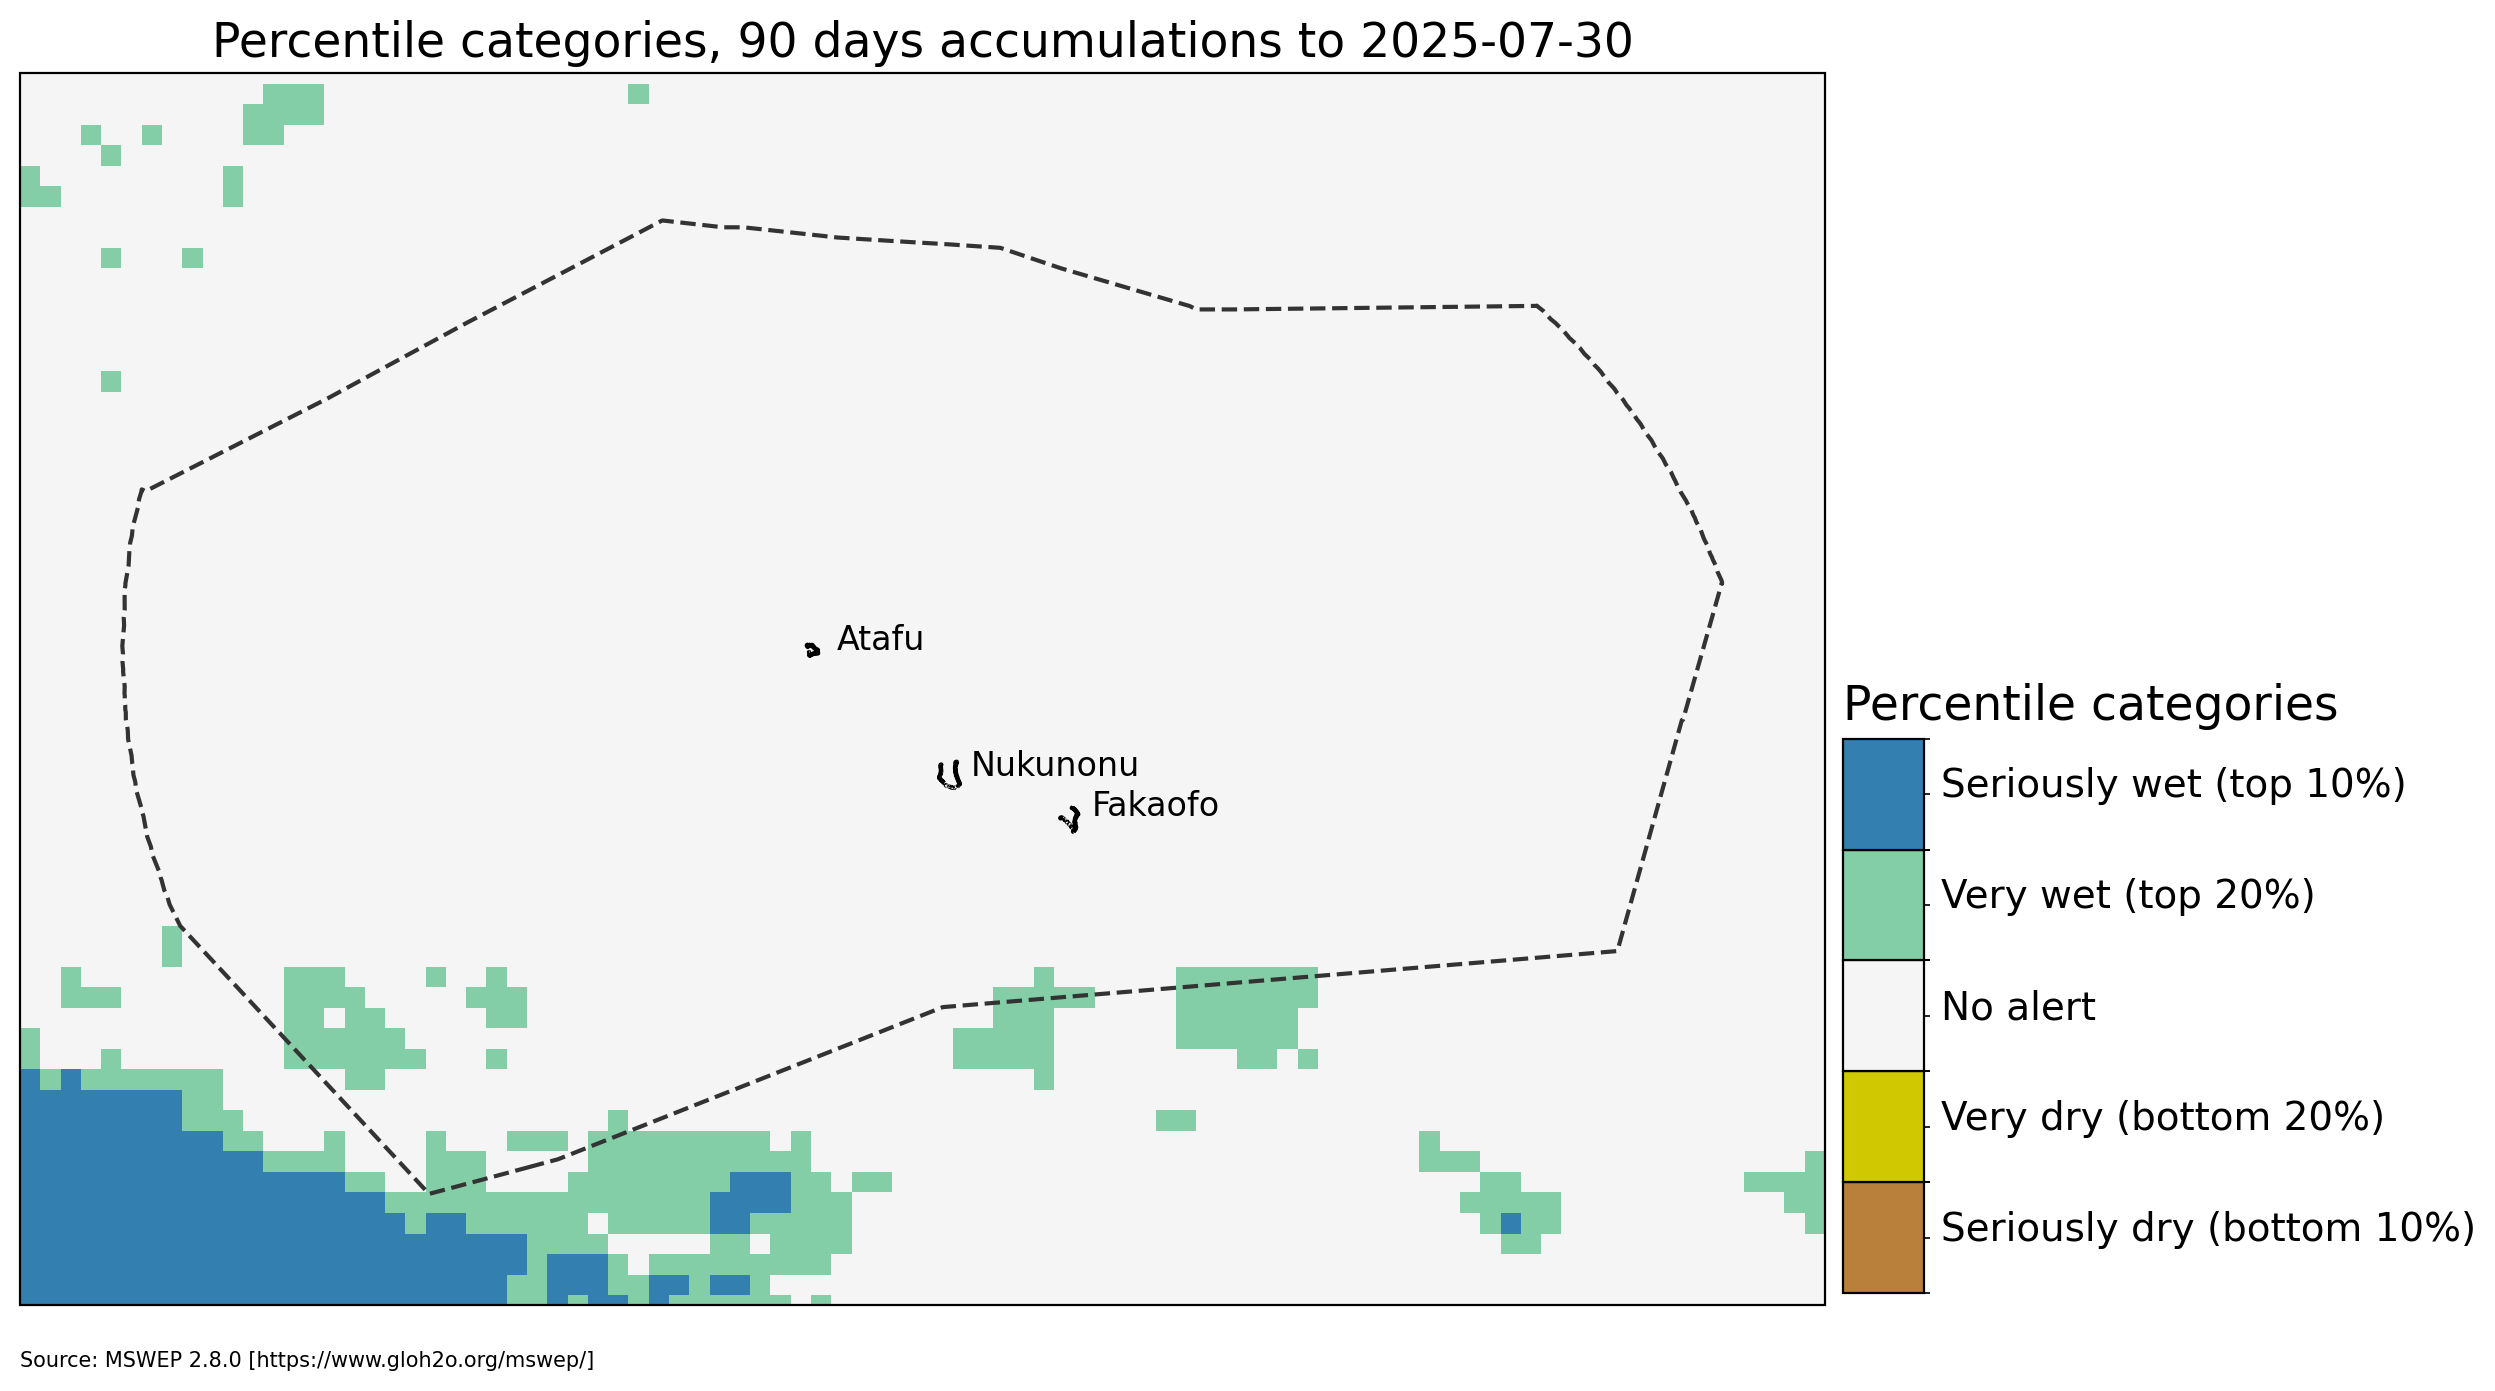 Percentile categories, 90 days accumulations to 2025-07-30
Atafu
Nukunonu
Fakaofo
Percentile categories
Seriously wet (top 10%)
Very wet (top 20%)
No alert
Very dry (bottom 20%)
Seriously dry (bottom 10%)
Source: MSWEP 2.8.0 [https://www.gloh2o.org/mswep/]